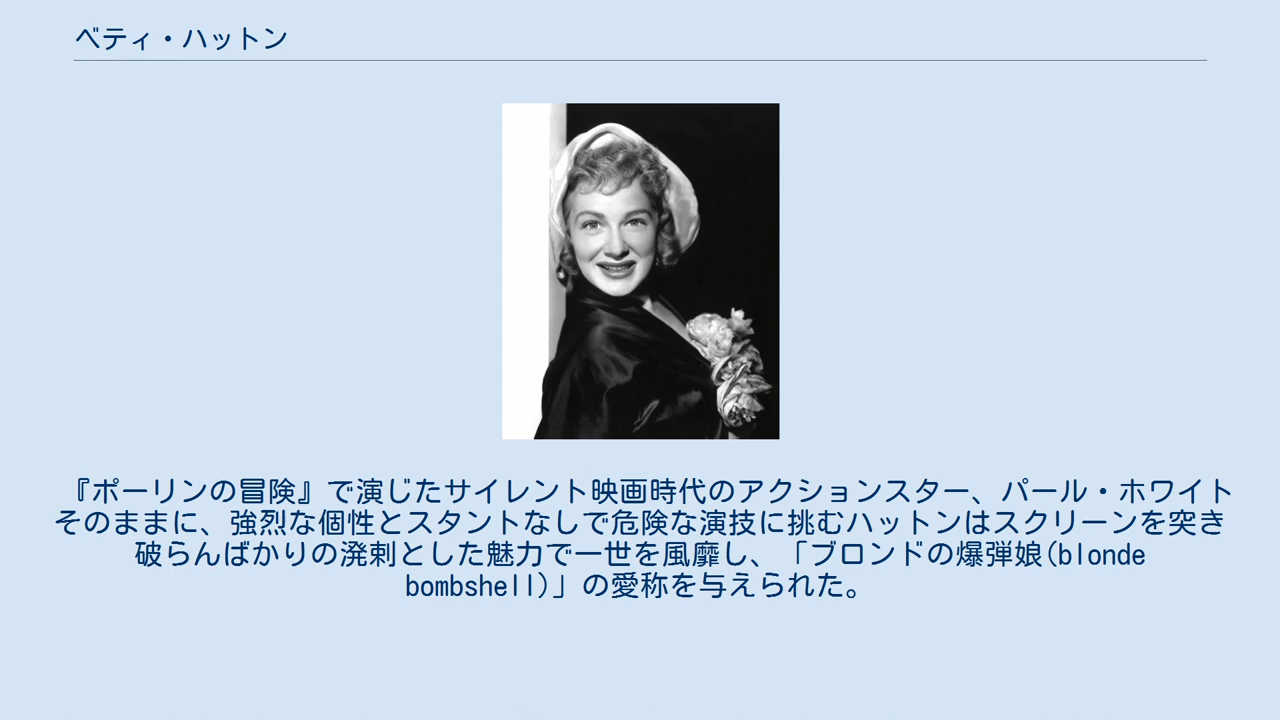 ベティ・ハットン
『ポーリンの冒険』で演じたサイレント映画時代のアクションスター、パール・ホワイト
そのままに、強烈な個性とスタントなしで危険な演技に挑むハットンはスクリーンを突き
破らんばかりの溌剌とした魅力で一世を風靡し、「ブロンドの爆弾娘(blonde
bombshell)」の愛称を与えられた。